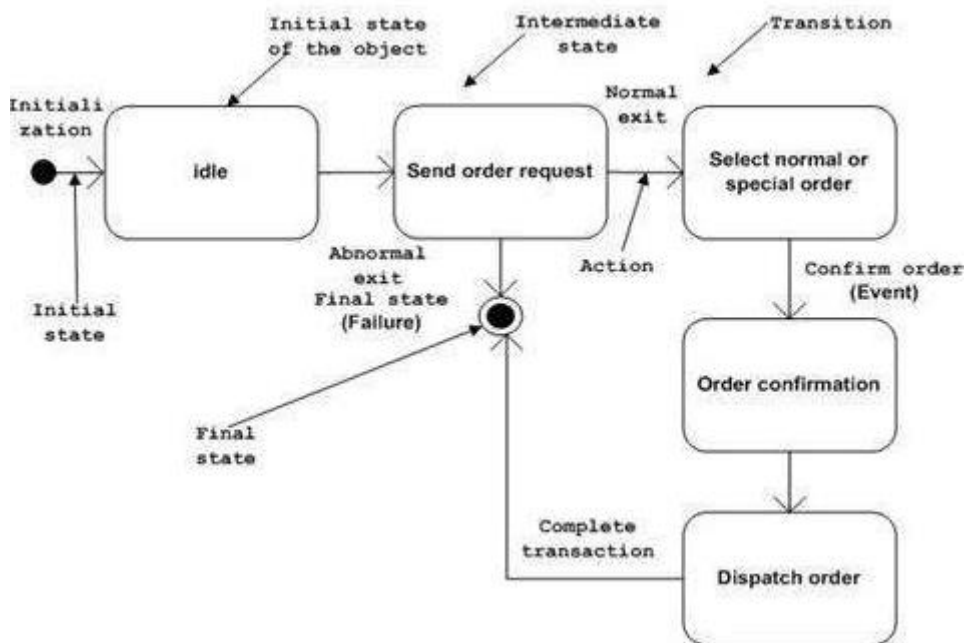 Initial state
of the object
Intermediate
state
Transition
Initiali
zation
Normal
exit
idle
Send order request
Select normal or
special order
Abnormal
exit
Final state
(Failure)
Action
Confirm order
(Event)
Initial
state
Order confirmation
Final
state
Complete
transaction
Dispatch order